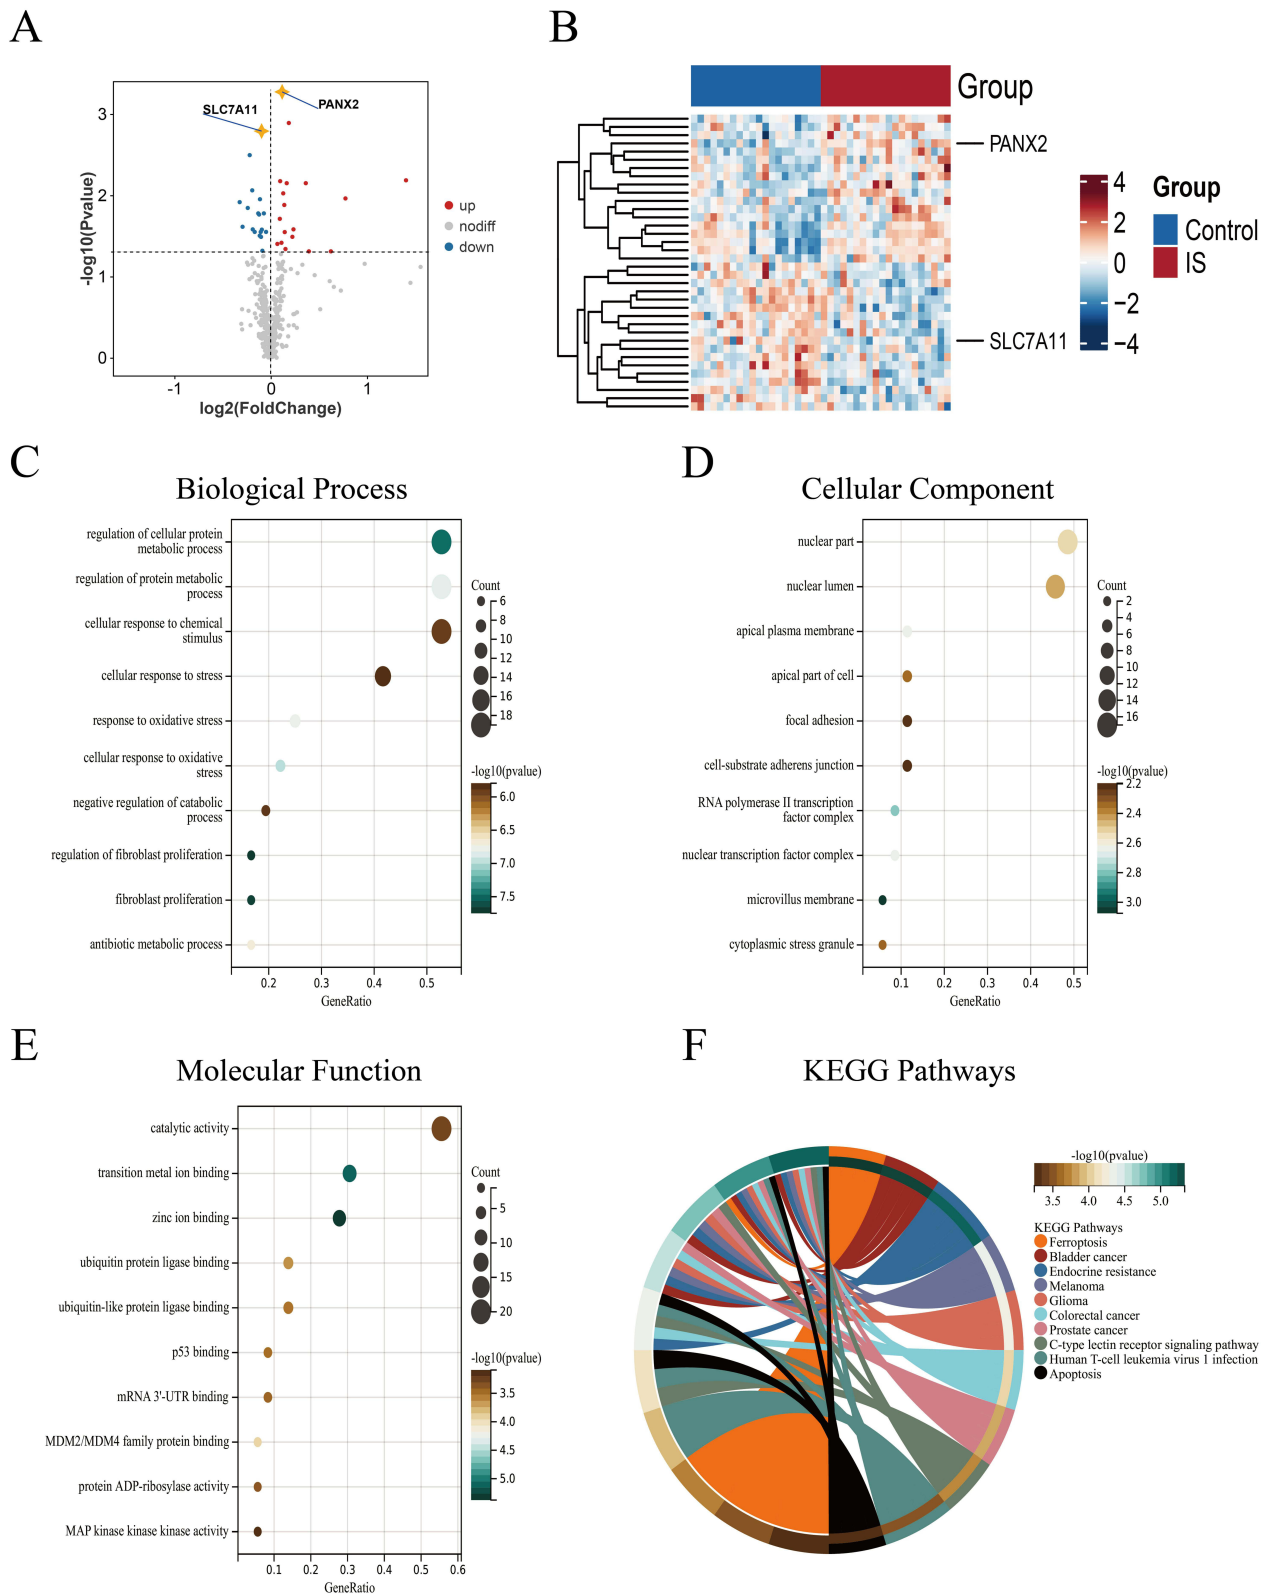 A
SLC7A11
PANX2
3
2
1
0
-log10(Pvalue)
-1
0
1
log2(FoldChange)
up
nodiff
down
B
Group
PANX2
SLC7A11
4
2
0
−2
−4
Group
Control
IS
C
Biological Process
regulation of cellular protein
metabolic process
regulation of protein metabolic
process
cellular response to chemical
stimulus
cellular response to stress
response to oxidative stress
cellular response to oxidative
stress
negative regulation of catabolic
process
regulation of fibroblast proliferation
fibroblast proliferation
antibiotic metabolic process
0.2
0.3
0.4
0.5
GeneRatio
Count
6
8
10
12
14
16
18
-log10(pvalue)
6.0
6.5
7.0
7.5
D
Cellular Component
nuclear part
nuclear lumen
apical plasma membrane
apical part of cell
focal adhesion
cell-substrate adherens junction
RNA polymerase II transcription
factor complex
nuclear transcription factor complex
microvillus membrane
cytoplasmic stress granule
0.1
0.2
0.3
0.4
0.5
GeneRatio
Count
2
4
6
8
10
12
14
16
-log10(pvalue)
2.2
2.4
2.6
2.8
3.0
E
Molecular Function
catalytic activity
transition metal ion binding
zinc ion binding
ubiquitin protein ligase binding
ubiquitin-like protein ligase binding
p53 binding
mRNA 3'-UTR binding
MDM2/MDM4 family protein binding
protein ADP-ribosylase activity
MAP kinase kinase kinase activity
0.1
0.2
0.3
0.4
0.5
0.6
GeneRatio
Count
5
10
15
20
-log10(pvalue)
3.5
4.0
4.5
5.0
F
KEGG Pathways
-log10(pvalue)
3.5
4.0
4.5
5.0
KEGG Pathways
Ferroptosis
Bladder cancer
Endocrine resistance
Melanoma
Glioma
Colorectal cancer
Prostate cancer
C-type lectin receptor signaling pathway
Human T-cell leukemia virus 1 infection
Apoptosis